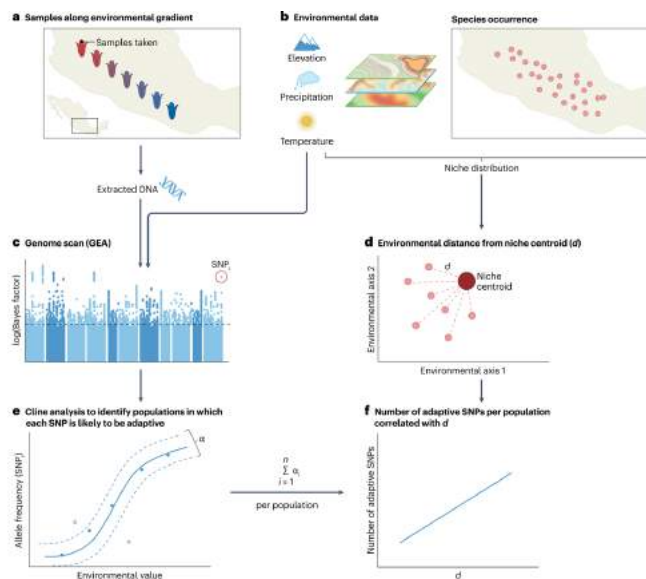 a Samples along environmental gradient
Samples taken
Extracted DNA
b Environmental data
Elevation
Precipitation
Temperature
Species occurrence
Niche distribution
c Genome scan (GEA)
log(Bayes factor)
SNPi
d Environmental distance from niche centroid (d)
Environmental axis 2
d
Niche
centroid
Environmental axis 1
e Cline analysis to identify populations in which
each SNP is likely to be adaptive
Allele frequency (SNP)
α
Environmental value
n
∑ αi
i = 1
per population
f Number of adaptive SNPs per population
correlated with d
Number of adaptive SNPs
d